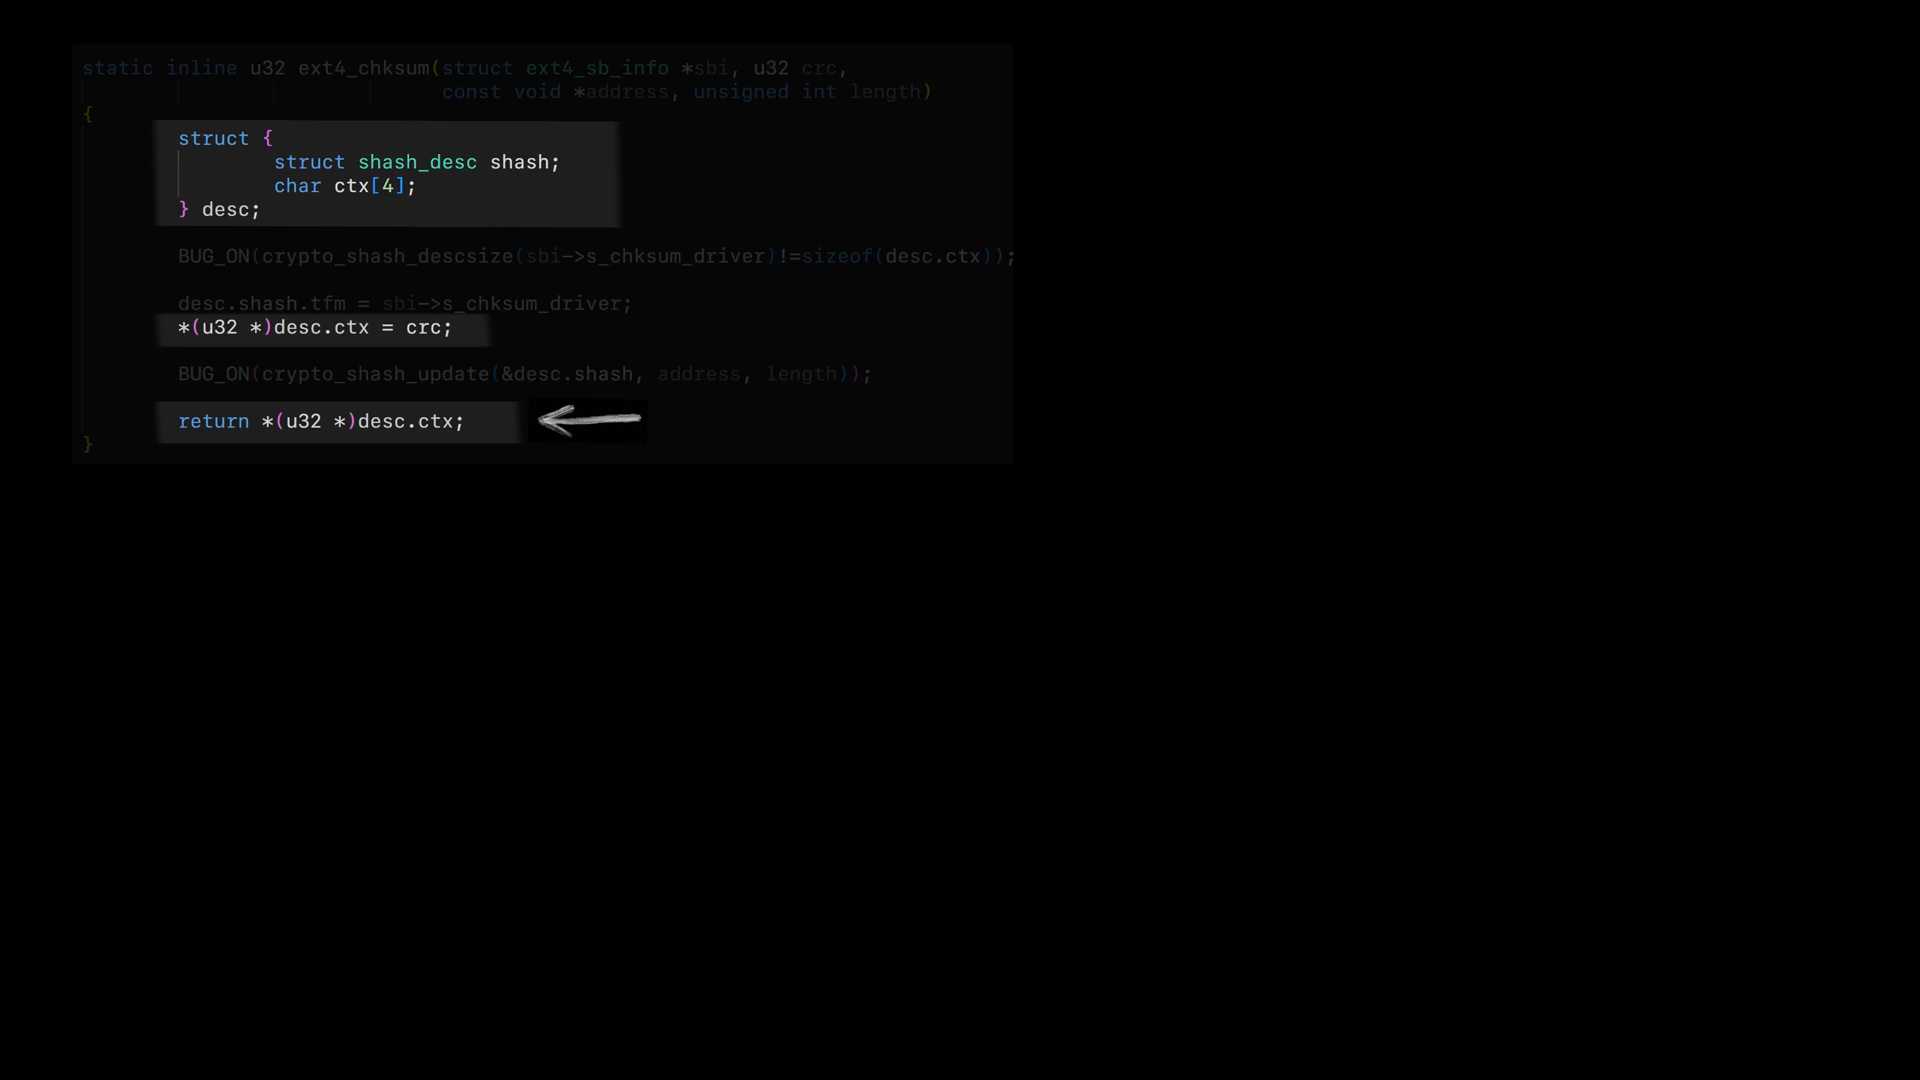 static inline u32 ext4_chksum(struct ext4_sb_info *sbi, u32 crc,
const void *address, unsigned int length)
{
struct {
struct shash_desc shash;
char ctx[4];
} desc;
BUG_ON(crypto_shash_descsize(sbi->s_chksum_driver)!=sizeof(desc.ctx));
desc.shash.tfm = sbi->s_chksum_driver;
*(u32 *)desc.ctx = crc;
BUG_ON(crypto_shash_update(&desc.shash, address, length));
return *(u32 *)desc.ctx;
}